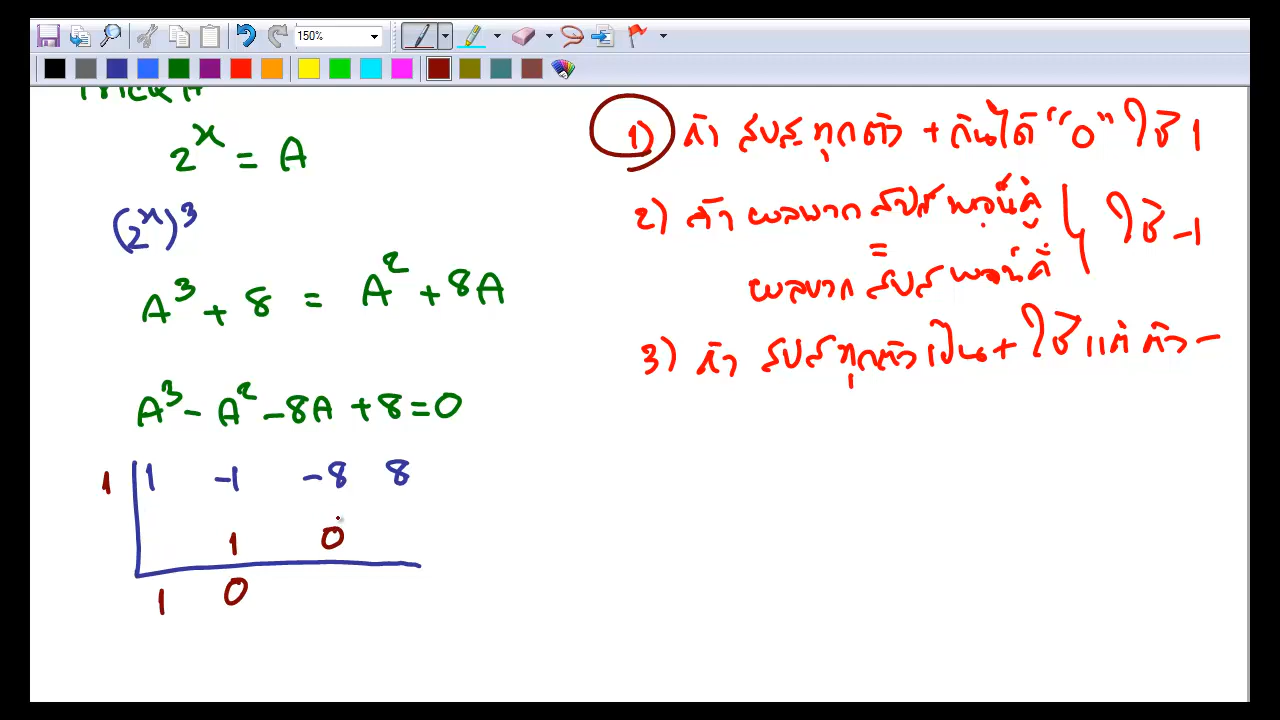 150%
2^x = A
(2^x)^3
A^3 + 8 = A^2 + 8A
A^3 - A^2 - 8A + 8 = 0
1 | 1 -1 -8 8
1 0
1 0
1) ถ้า สปส ทุกตัว + กันได้ "0" ใช้ 1
2) ถ้า ผลบวก สปส พจน์คู่ } ใช้ -1
=
ผลบวก สปส พจน์คี่
3) ถ้า สปส ทุกตัว เป็น + ใช้ แต่ ตัว -